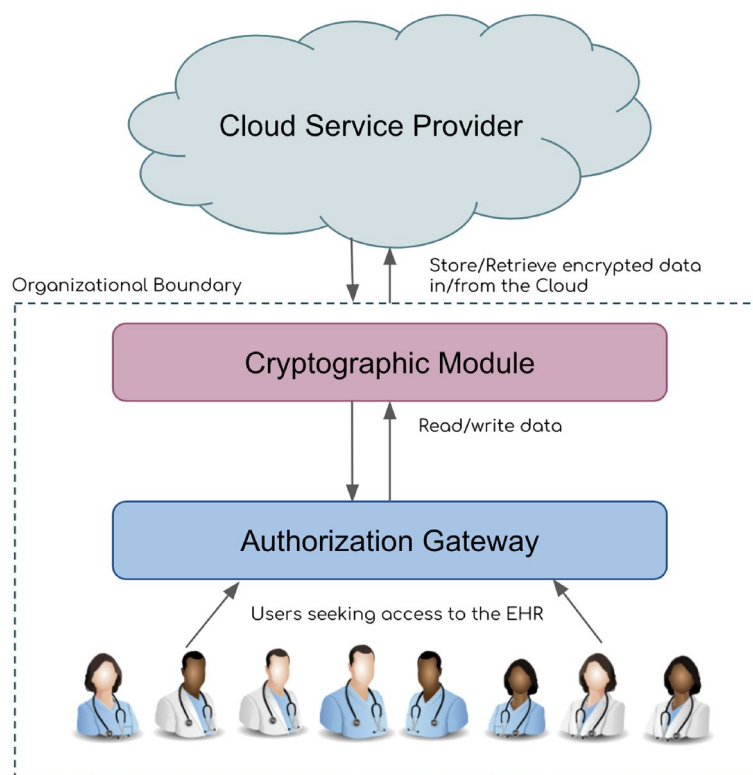 Cloud Service Provider
Organizational Boundary
Store/Retrieve encrypted data
in/from the Cloud
Cryptographic Module
Read/write data
Authorization Gateway
Users seeking access to the EHR